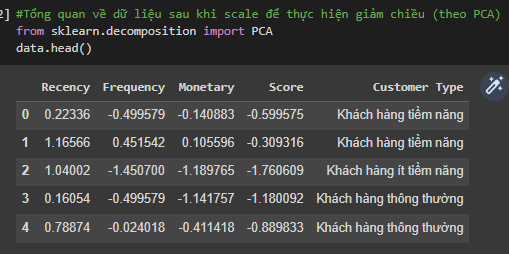 2] #Tổng quan về dữ liệu sau khi scale để thực hiện giảm chiều (theo PCA)
from sklearn.decomposition import PCA
data.head()
Recency Frequency Monetary Score Customer Type
0 0.22336 -0.499579 -0.140883 -0.599575 Khách hàng tiềm năng
1 1.16566 0.451542 0.105596 -0.309316 Khách hàng tiềm năng
2 1.04002 -1.450700 -1.189765 -1.760609 Khách hàng ít tiềm năng
3 0.16054 -0.499579 -1.141757 -1.180092 Khách hàng thông thường
4 0.78874 -0.024018 -0.411418 -0.889833 Khách hàng thông thường